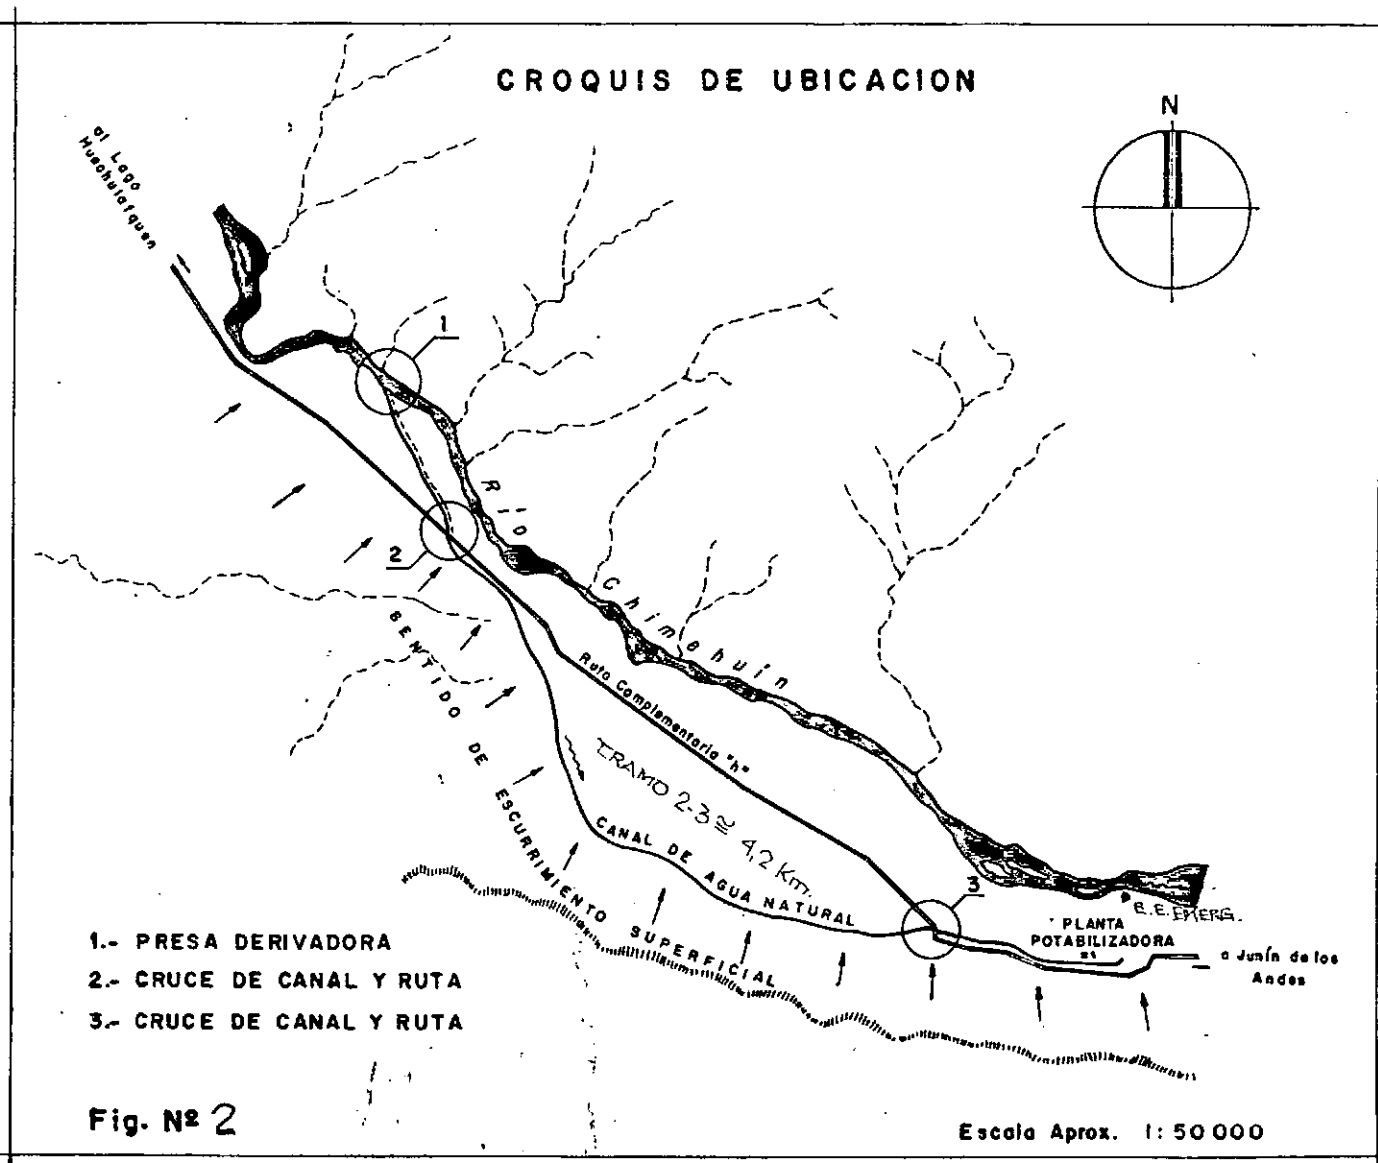 CROQUIS DE UBICACION
N
al Lago
Huechulafquen
1
2
Río Chimehuín
SENTIDO DE ESCURRIMIENTO SUPERFICIAL
Ruta Complementaria "h"
TRAMO 2-3 ≅ 4,2 Km.
CANAL DE AGUA NATURAL
3
E.E. EMERG.
PLANTA
POTABILIZADORA
a Junín de los
Andes
1.- PRESA DERIVADORA
2.- CRUCE DE CANAL Y RUTA
3.- CRUCE DE CANAL Y RUTA
Fig. Nº 2
Escala Aprox. 1: 50 000